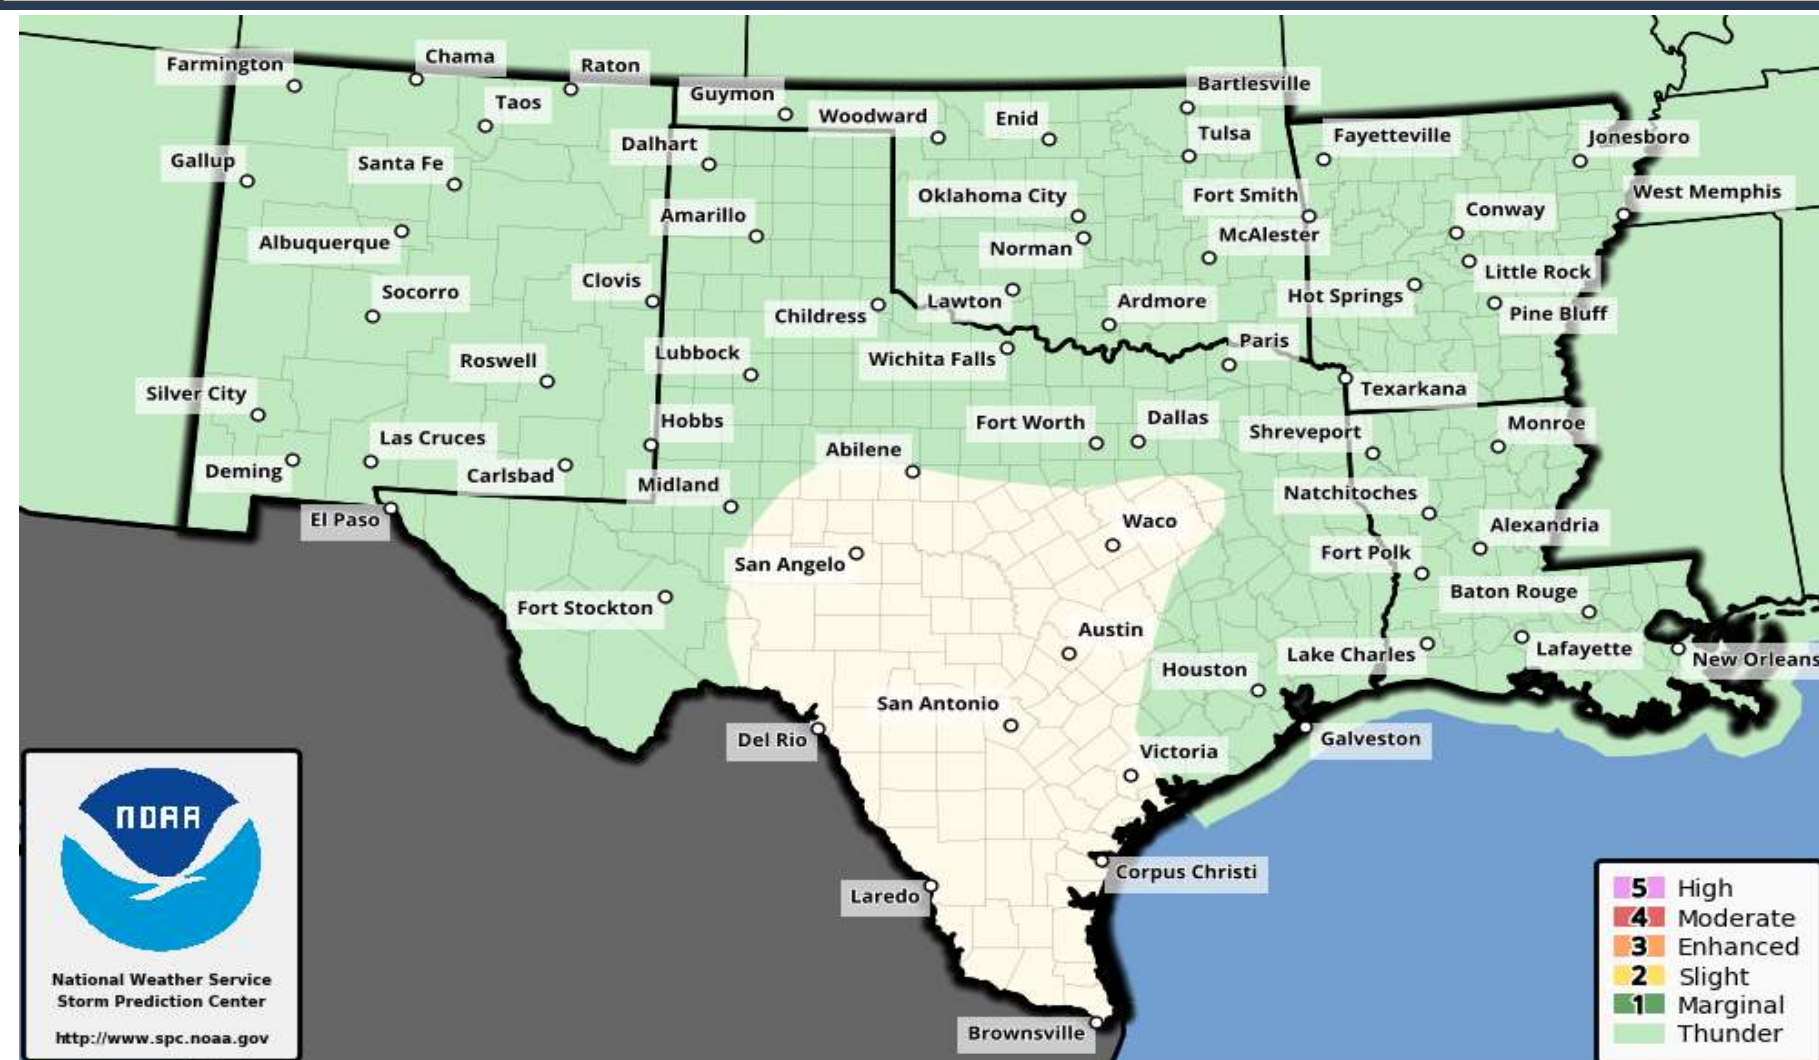 Farmington
Chama
Raton
Taos
Guymon
Woodward
Enid
Bartlesville
Tulsa
Fayetteville
Jonesboro
Dalhart
Gallup
Santa Fe
Oklahoma City
Fort Smith
Conway
West Memphis
Amarillo
Albuquerque
Norman
McAlester
Clovis
Socorro
Childress
Lawton
Ardmore
Hot Springs
Little Rock
Pine Bluff
Roswell
Lubbock
Wichita Falls
Paris
Texarkana
Silver City
Hobbs
Fort Worth
Dallas
Shreveport
Monroe
Las Cruces
Abilene
Deming
Carlsbad
Midland
Natchitoches
El Paso
Waco
Alexandria
San Angelo
Fort Polk
Fort Stockton
Baton Rouge
Austin
Houston
Lake Charles
Lafayette
New Orleans
San Antonio
Del Rio
Victoria
Galveston
Corpus Christi
Laredo
Brownsville
NOAA
National Weather Service
Storm Prediction Center
http://www.spc.noaa.gov
5 High
4 Moderate
3 Enhanced
2 Slight
1 Marginal
Thunder